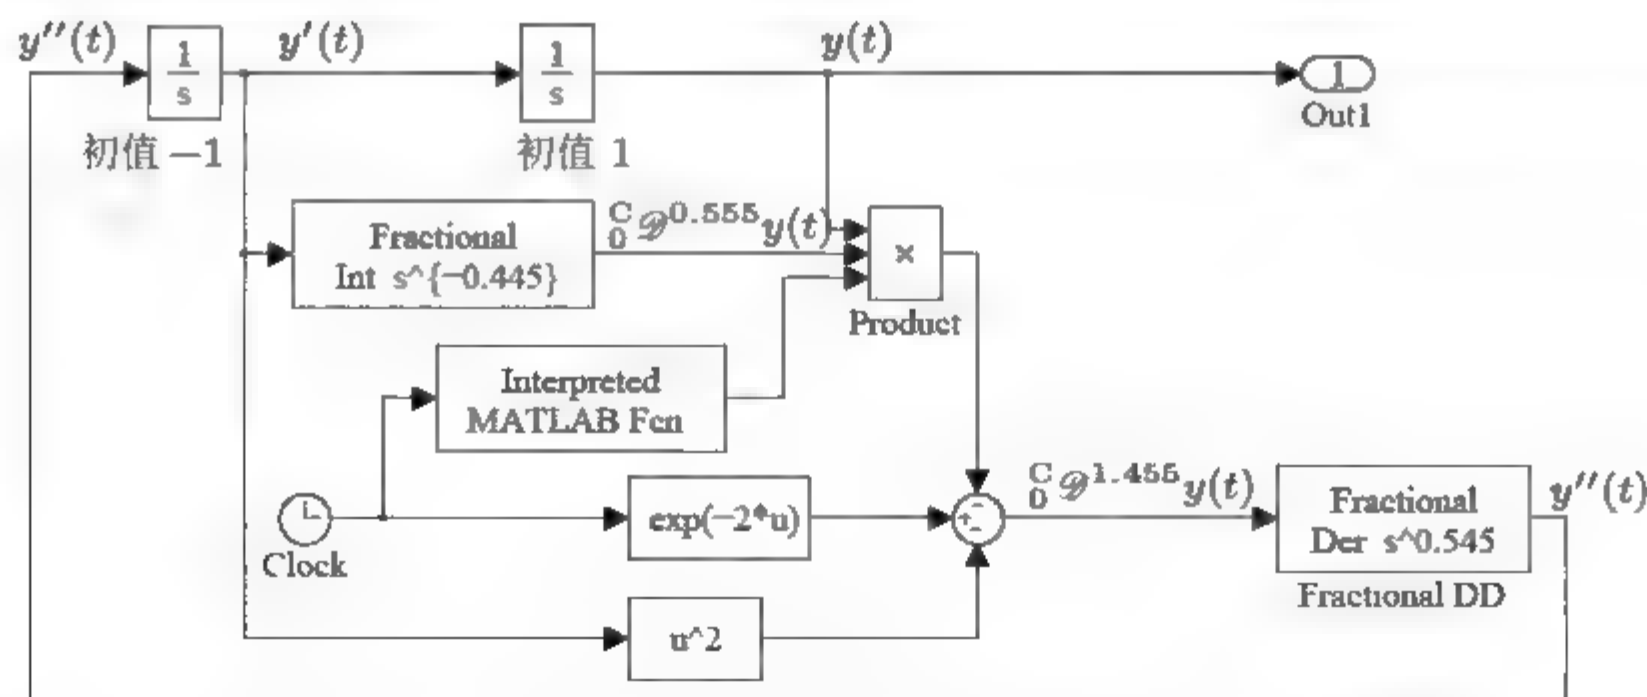 y''(t)
1/s
y'(t)
1/s
y(t)
1
Out1
初值 −1
初值 1
Fractional
Int s^{−0.445}
C 0 𝒟^0.555 y(t)
×
Product
Interpreted
MATLAB Fcn
Clock
exp(−2*u)
+−−
C 0 𝒟^1.455 y(t)
Fractional
Der s^0.545
y''(t)
Fractional DD
u^2